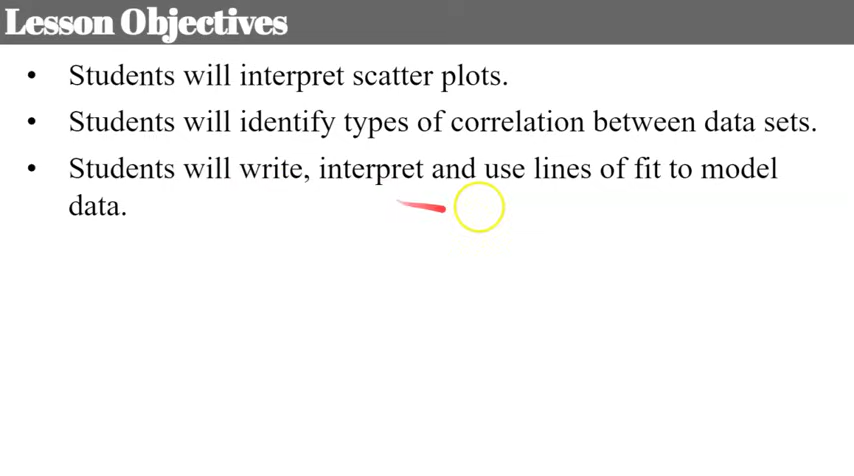 Lesson Objectives
• Students will interpret scatter plots.
• Students will identify types of correlation between data sets.
• Students will write, interpret and use lines of fit to model
data.